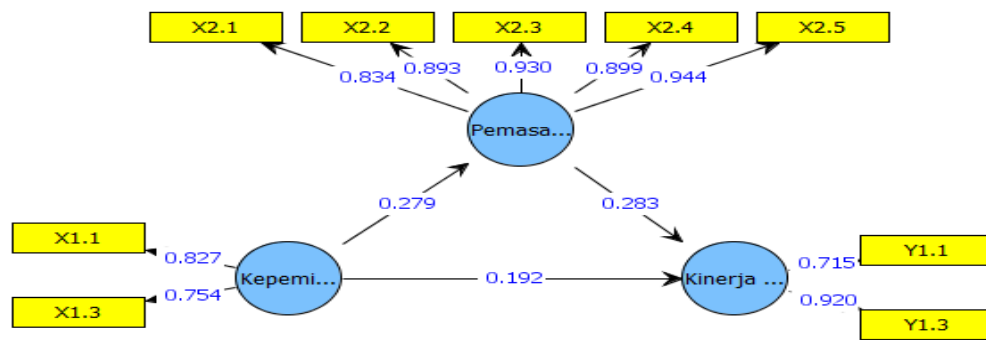 X2.1 X2.2 X2.3 X2.4 X2.5
0.834 0.893 0.930 0.899 0.944
Pemasa...
0.279 0.283
X1.1
0.827
X1.3
0.754
Kepemi...
0.192
Kinerja ...
0.715
Y1.1
0.920
Y1.3